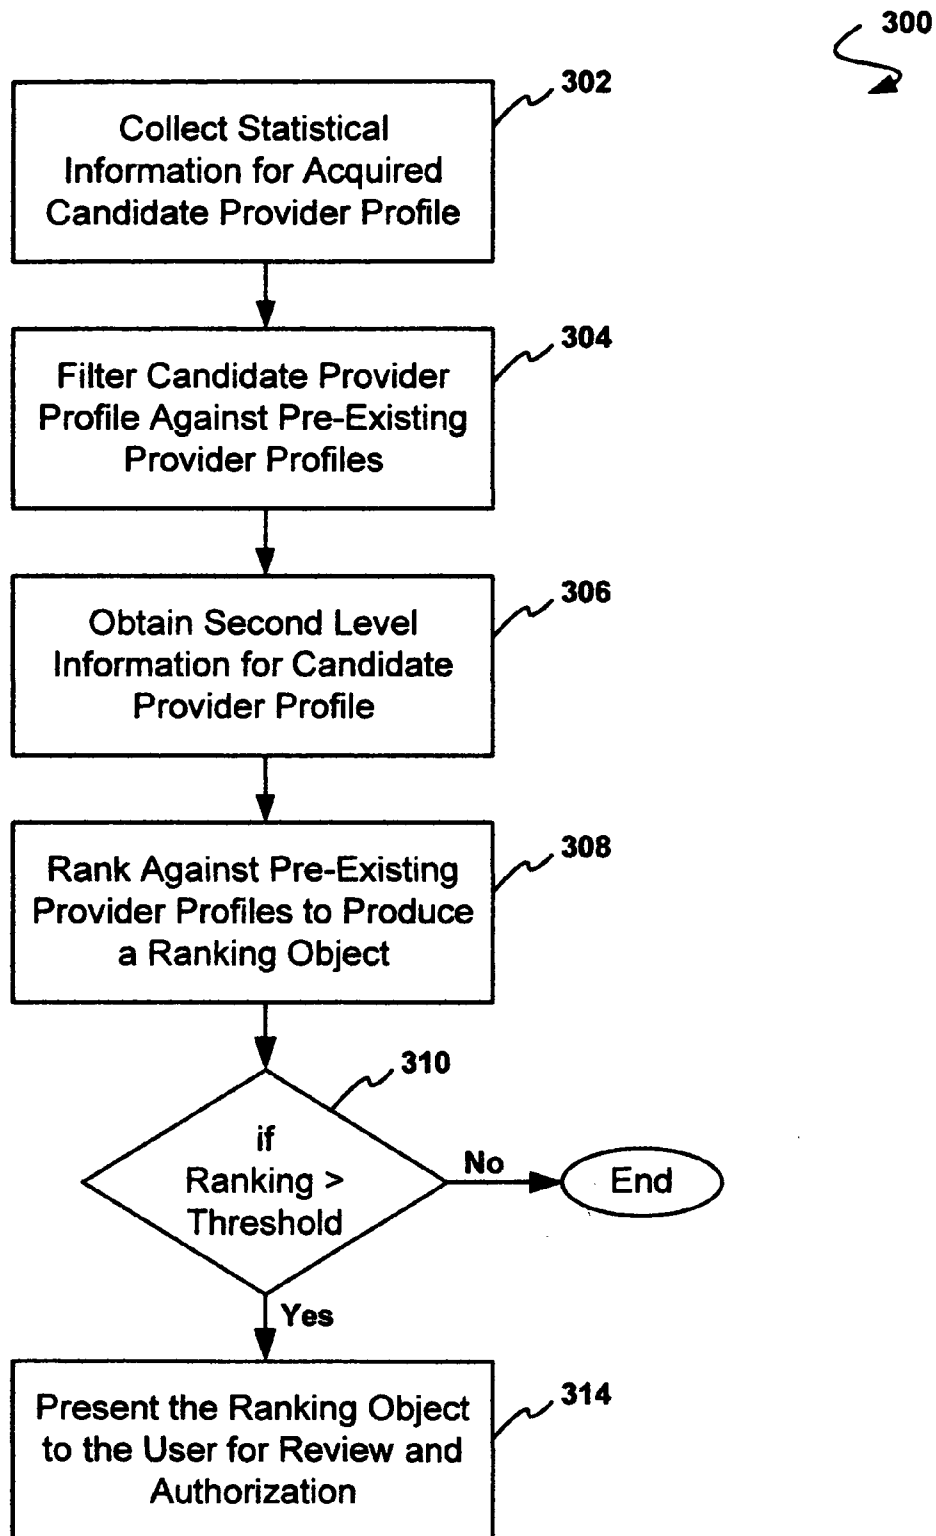 300
302
Collect Statistical
Information for Acquired
Candidate Provider Profile
304
Filter Candidate Provider
Profile Against Pre-Existing
Provider Profiles
306
Obtain Second Level
Information for Candidate
Provider Profile
308
Rank Against Pre-Existing
Provider Profiles to Produce
a Ranking Object
310
if
Ranking >
Threshold
No
End
Yes
314
Present the Ranking Object
to the User for Review and
Authorization